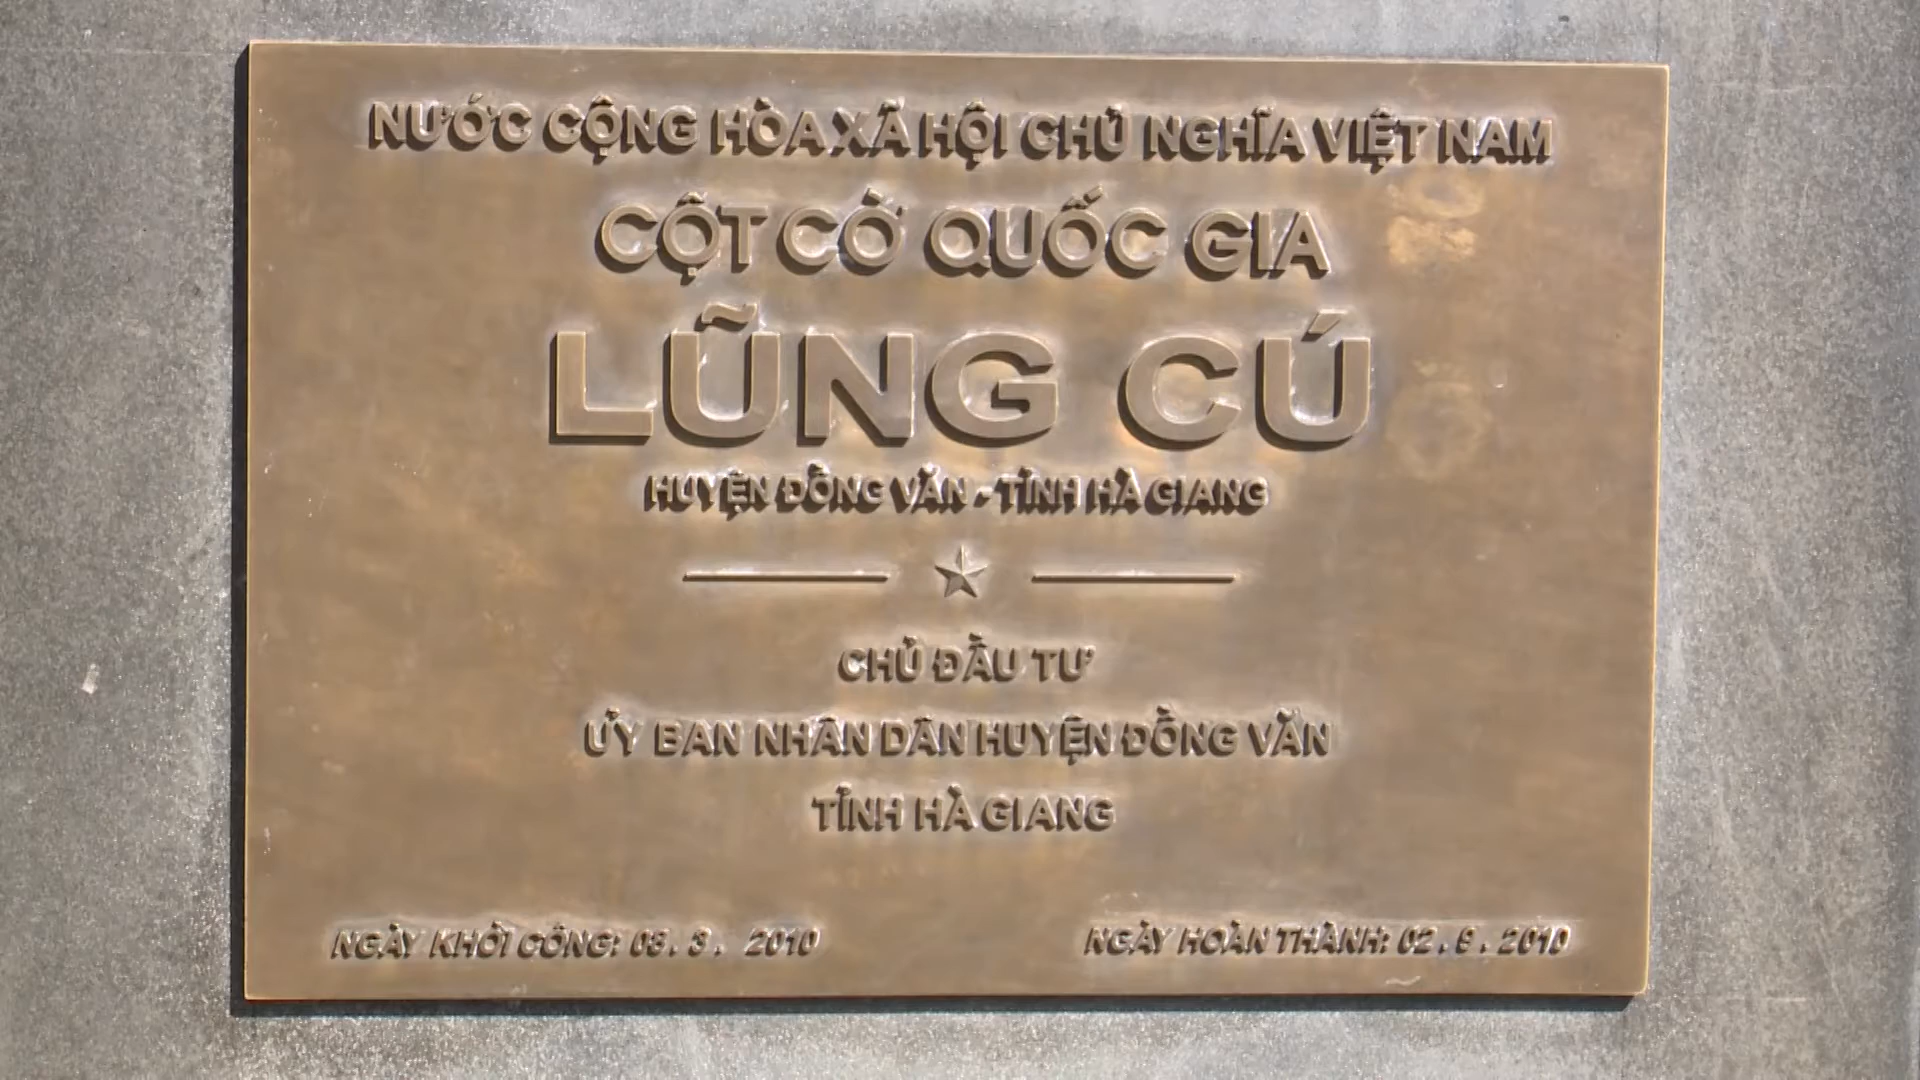 NƯỚC CỘNG HÒA XÃ HỘI CHỦ NGHĨA VIỆT NAM
CỘT CỜ QUỐC GIA
LŨNG CÚ
HUYỆN ĐỒNG VĂN - TỈNH HÀ GIANG
CHỦ ĐẦU TƯ
ỦY BAN NHÂN DÂN HUYỆN ĐỒNG VĂN
TỈNH HÀ GIANG
NGÀY KHỞI CÔNG: 08. 3. 2010
NGÀY HOÀN THÀNH: 02.9.2010